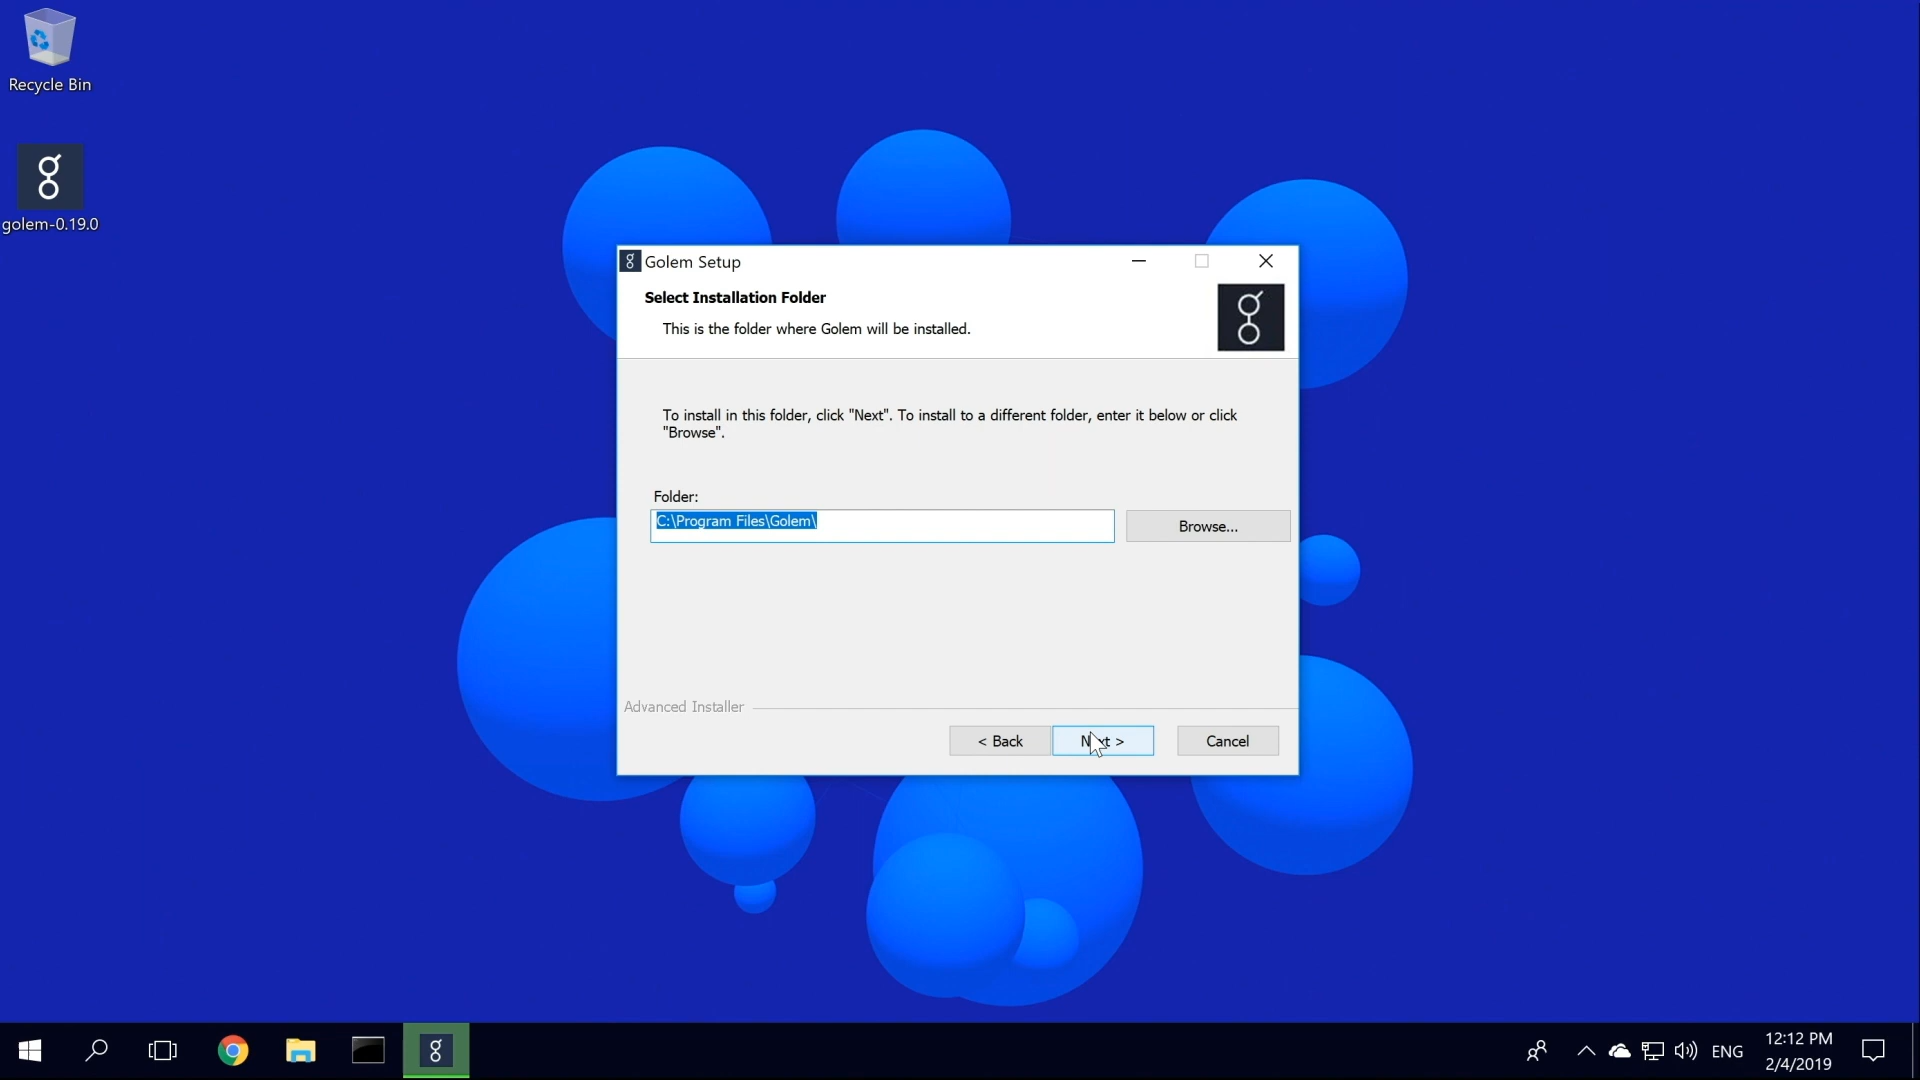 Recycle Bin
golem-0.19.0
Golem Setup
Select Installation Folder
This is the folder where Golem will be installed.
To install in this folder, click "Next". To install to a different folder, enter it below or click
"Browse".
Folder:
C:\Program Files\Golem\
Browse...
Advanced Installer
< Back
Next >
Cancel
ENG
12:12 PM
2/4/2019